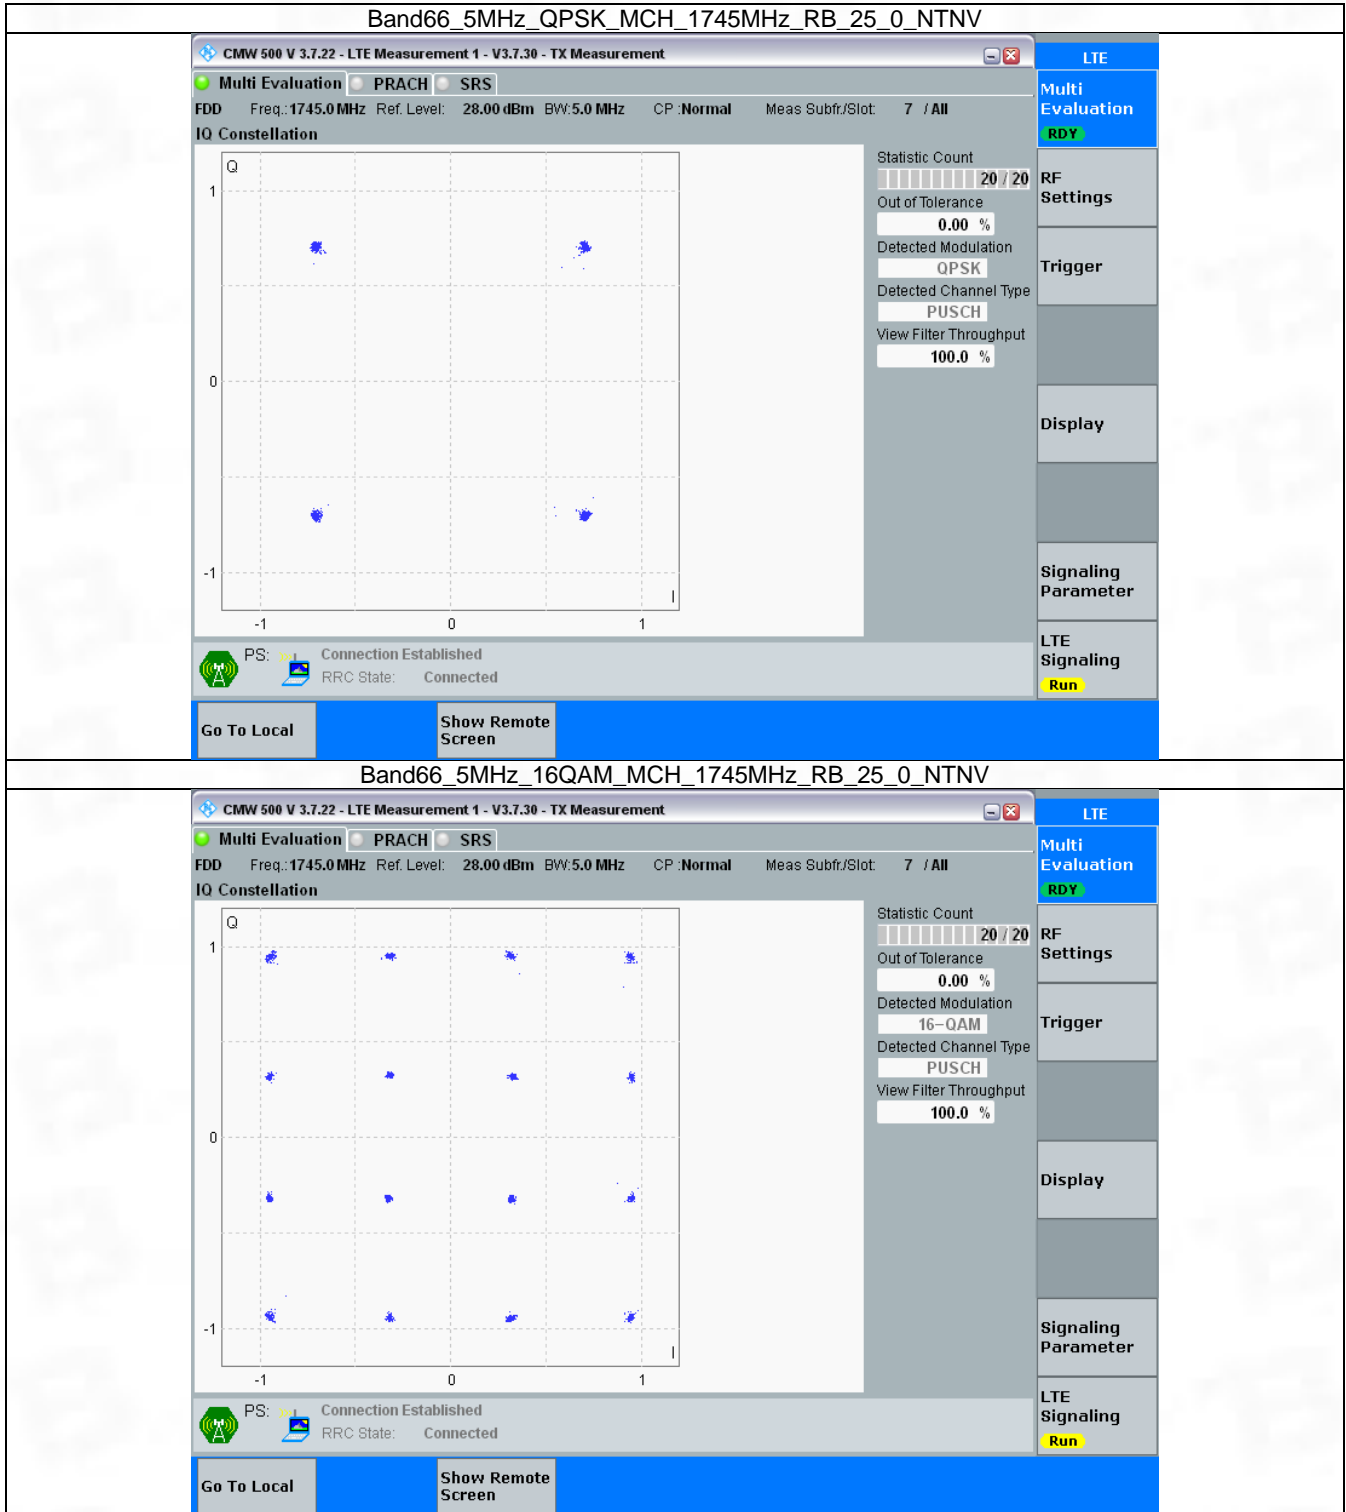 Band66_5MHz_QPSK_MCH_1745MHz_RB_25_0_NTNV
CMW 500 V 3.7.22 - LTE Measurement 1 - V3.7.30 - TX Measurement
LTE
Multi Evaluation PRACH SRS
Multi
Evaluation
RDY
FDD Freq.: 1745.0 MHz Ref. Level: 28.00 dBm BW: 5.0 MHz CP : Normal Meas Subfr./Slot: 7 / All
IQ Constellation
Q
1
0
-1
I
-1 0 1
Statistic Count
20 / 20
Out of Tolerance
0.00 %
Detected Modulation
QPSK
Detected Channel Type
PUSCH
View Filter Throughput
100.0 %
RF
Settings
Trigger
Display
Signaling
Parameter
LTE
Signaling
Run
PS: Connection Established
RRC State: Connected
Go To Local
Show Remote
Screen
Band66_5MHz_16QAM_MCH_1745MHz_RB_25_0_NTNV
CMW 500 V 3.7.22 - LTE Measurement 1 - V3.7.30 - TX Measurement
LTE
Multi Evaluation PRACH SRS
Multi
Evaluation
RDY
FDD Freq.: 1745.0 MHz Ref. Level: 28.00 dBm BW: 5.0 MHz CP : Normal Meas Subfr./Slot: 7 / All
IQ Constellation
Q
1
0
-1
I
-1 0 1
Statistic Count
20 / 20
Out of Tolerance
0.00 %
Detected Modulation
16-QAM
Detected Channel Type
PUSCH
View Filter Throughput
100.0 %
RF
Settings
Trigger
Display
Signaling
Parameter
LTE
Signaling
Run
PS: Connection Established
RRC State: Connected
Go To Local
Show Remote
Screen